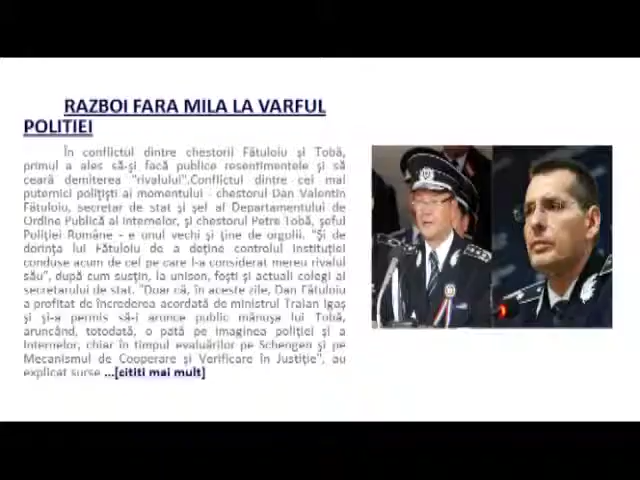 RAZBOI FARA MILA LA VARFUL
POLITIEI
În conflictul dintre chestorii Fătuloiu și Tobă,
primul a ales să-și facă publice resentimentele și să
ceară demiterea "rivalului".Conflictul dintre cei mai
puternici polițiști ai momentului - chestorul Dan Valentin
Fătuloiu, secretar de stat și șef al Departamentului de
Ordine Publică al Internelor, și chestorul Petre Tobă, șeful
Poliției Române - e unul vechi și ține de orgolii. "Și de
dorința lui Fătuloiu de a deține controlul Instituției
conduse acum de cel pe care l-a considerat mereu rivalul
său", după cum susțin, la unison, foști și actuali colegi ai
secretarului de stat. "Doar că, în aceste zile, Dan Fătuloiu
a profitat de încrederea acordată de ministrul Traian Igaș
și și-a permis să-i arunce public mănușa lui Tobă,
aruncând, totodată, o pată pe imaginea poliției și a
Internelor, chiar în timpul evaluărilor pe Schengen și pe
Mecanismul de Cooperare și Verificare în Justiție", au
explicat surse ...[cititi mai mult]